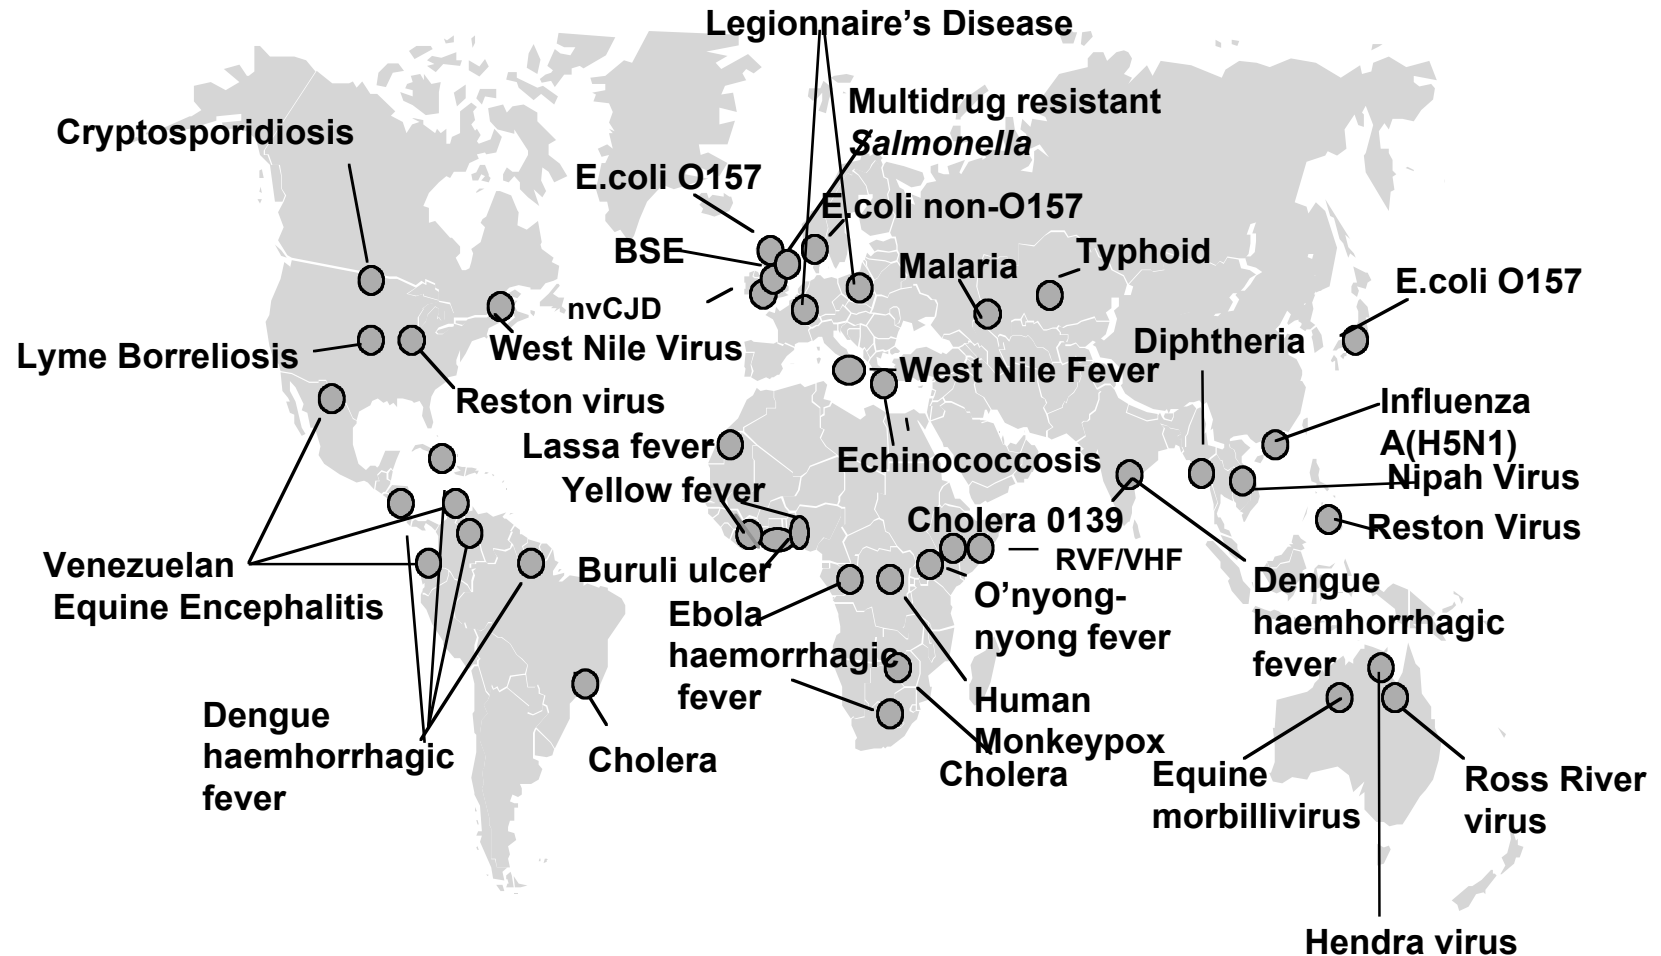 Legionnaire's Disease
Multidrug resistant
Salmonella
Cryptosporidiosis
E.coli O157
E.coli non-O157
BSE
Malaria
Typhoid
E.coli O157
nvCJD
West Nile Virus
Diphtheria
Lyme Borreliosis
West Nile Fever
Reston virus
Influenza
A(H5N1)
Lassa fever
Echinococcosis
Nipah Virus
Yellow fever
Cholera 0139
Reston Virus
RVF/VHF
Venezuelan
Equine Encephalitis
Buruli ulcer
O'nyong-
nyong fever
Dengue
haemhorrhagic
fever
Ebola
haemorrhagic
fever
Human
Monkeypox
Dengue
haemhorrhagic
fever
Cholera
Cholera
Equine
morbillivirus
Ross River
virus
Hendra virus